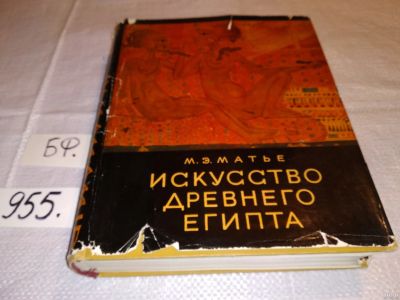 БФ.
955.
М.Э.МАТЬЕ
ИСКУССТВО
ДРЕВНЕГО
ЕГИПТА